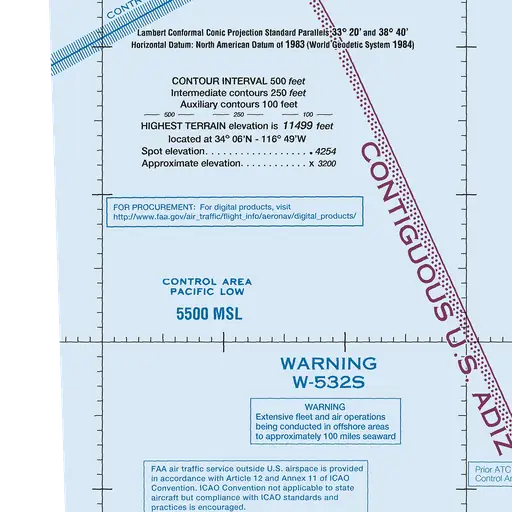 CONTR
Lambert Conformal Conic Projection Standard Parallels 33° 20' and 38° 40'
Horizontal Datum: North American Datum of 1983 (World Geodetic System 1984)
CONTOUR INTERVAL 500 feet
Intermediate contours 250 feet
Auxiliary contours 100 feet
500 250 100
HIGHEST TERRAIN elevation is 11499 feet
located at 34° 06'N - 116° 49'W
Spot elevation . . . . . . . . . . . . . . . . . . . . 4254
Approximate elevation . . . . . . . . . . . . x 3200
CONTIGUOUS U.S. ADIZ
FOR PROCUREMENT: For digital products, visit
http://www.faa.gov/air_traffic/flight_info/aeronav/digital_products/
CONTROL AREA
PACIFIC LOW
5500 MSL
WARNING
W-532S
WARNING
Extensive fleet and air operations
being conducted in offshore areas
to approximately 100 miles seaward
FAA air traffic service outside U.S. airspace is provided
in accordance with Article 12 and Annex 11 of ICAO
Convention. ICAO Convention not applicable to state
aircraft but compliance with ICAO standards and
practices is encouraged.
Prior ATC
Control Ar